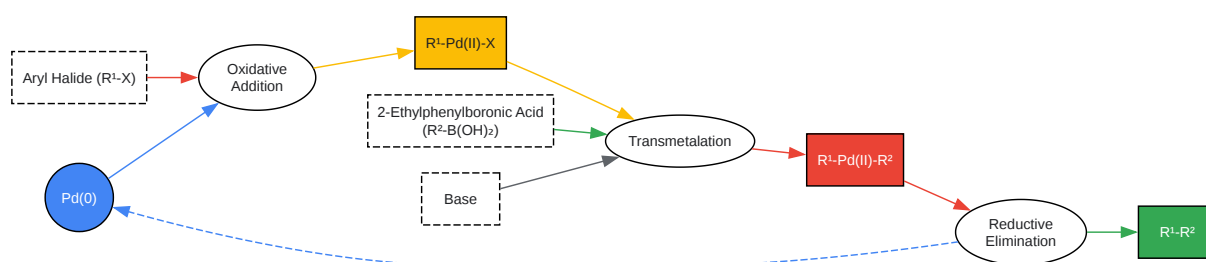 Aryl Halide (R¹-X)
Oxidative
Addition
R¹-Pd(II)-X
2-Ethylphenylboronic Acid
(R²-B(OH)₂)
Base
Transmetalation
R¹-Pd(II)-R²
Pd(0)
Reductive
Elimination
R¹-R²